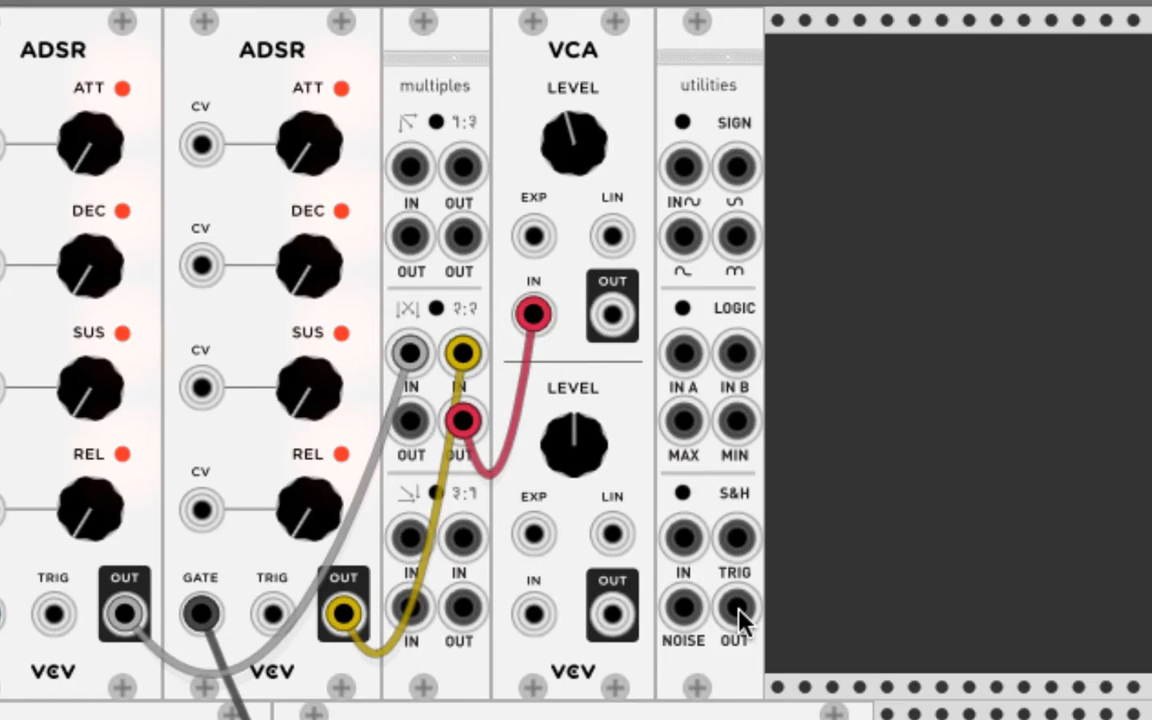 ADSR
ATT
DEC
SUS
REL
TRIG
OUT
VCV
ADSR
CV
ATT
CV
DEC
CV
SUS
CV
REL
GATE
TRIG
OUT
VCV
multiples
IN
OUT
OUT
OUT
IN
IN
OUT
OUT
IN
IN
IN
OUT
VCA
LEVEL
EXP
LIN
IN
OUT
LEVEL
EXP
LIN
IN
OUT
VCV
utilities
SIGN
IN
LOGIC
IN A
IN B
MAX
MIN
S&H
IN
TRIG
NOISE
OUT